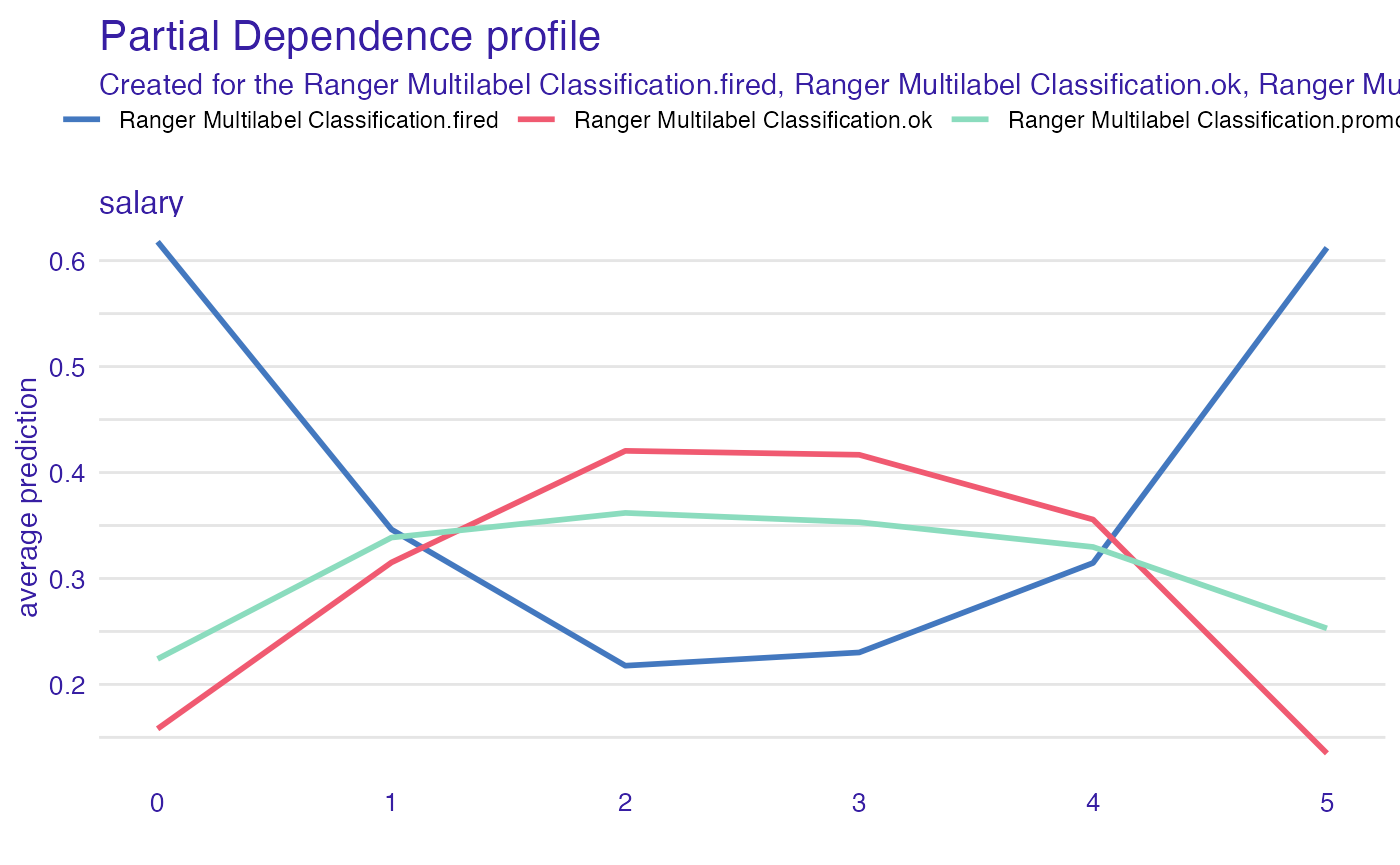 Partial Dependence profile
Created for the Ranger Multilabel Classification.fired, Ranger Multilabel Classification.ok, Ranger Mu
Ranger Multilabel Classification.fired Ranger Multilabel Classification.ok Ranger Multilabel Classification.promo
salary
0.6
0.5
0.4
0.3
0.2
average prediction
0 1 2 3 4 5